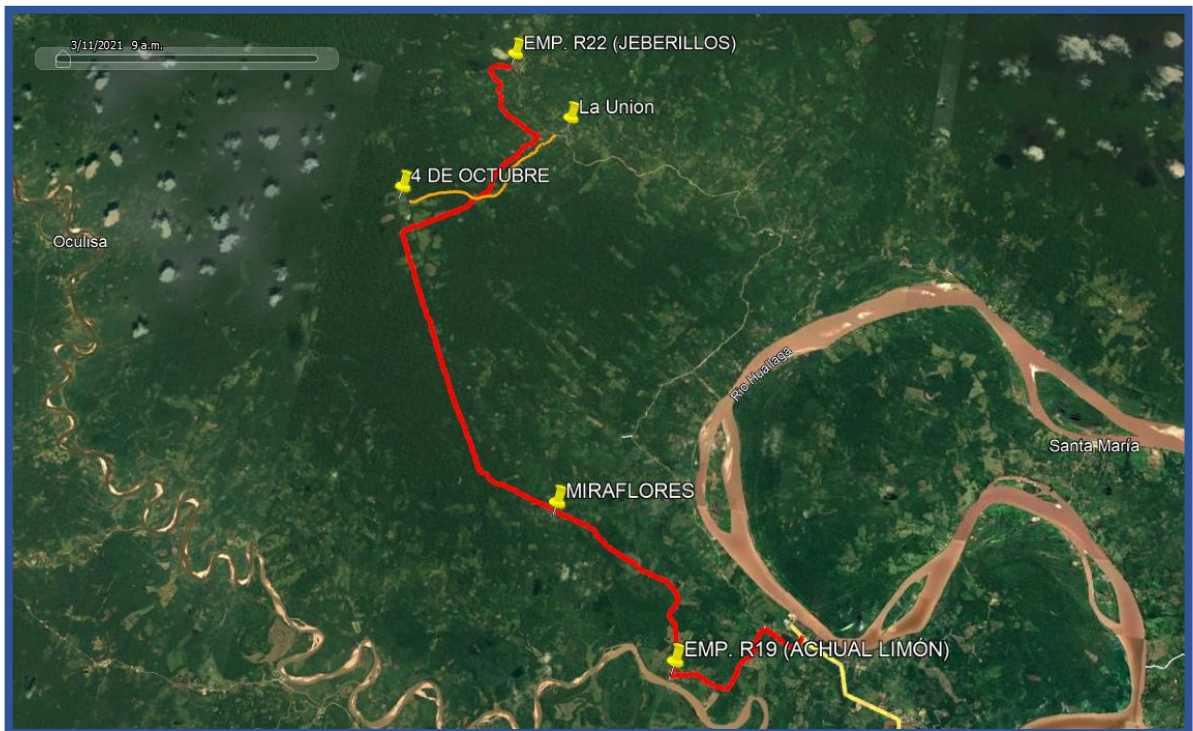 3/11/2021 9 a.m.
EMP. R22 (JEBERILLOS)
La Union
4 DE OCTUBRE
Oculisa
Rio Huallaga
Santa María
MIRAFLORES
EMP. R19 (ACHUAL LIMÓN)